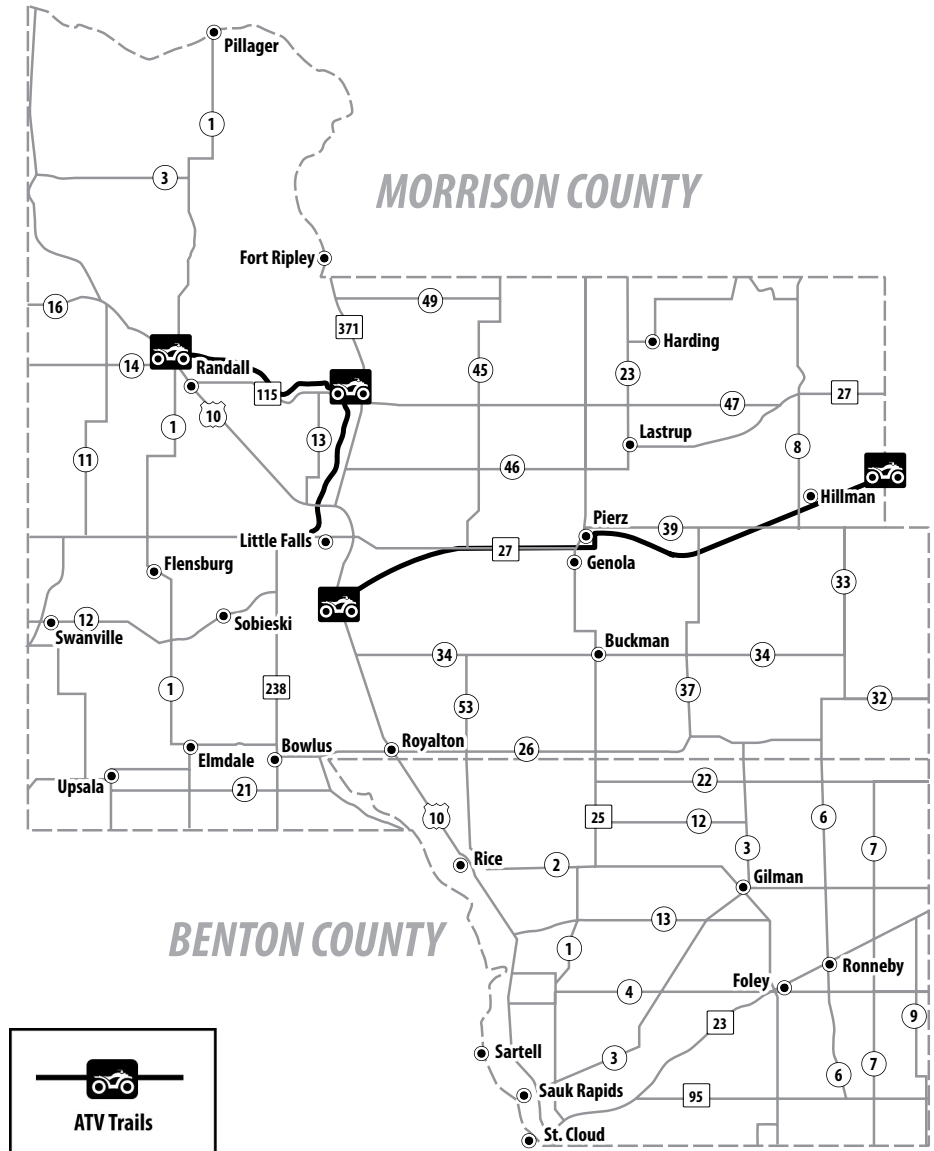 Pillager
1
3
MORRISON COUNTY
Fort Ripley
16
49
371
Harding
14
Randall
115
45
23
10
47
27
1
13
Lastrup
11
46
8
Hillman
Pierz
39
Little Falls
27
Genola
Flensburg
33
12
Sobieski
Swanville
Buckman
34
34
1
238
37
53
32
Royalton
Bowlus
26
Elmdale
Upsala
22
21
10
25
12
6
3
7
Rice
2
Gilman
13
BENTON COUNTY
1
Ronneby
Foley
4
9
23
Sartell
3
7
6
Sauk Rapids
95
ATV Trails
St. Cloud